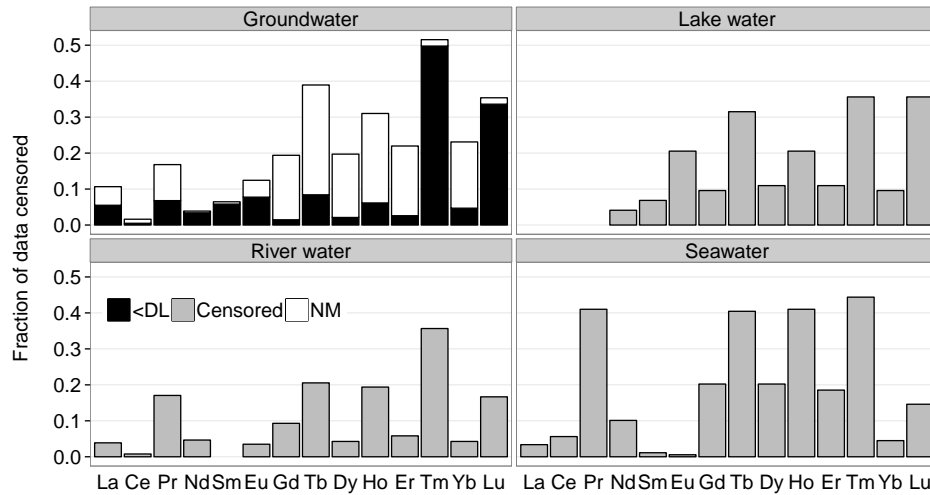 Groundwater
Lake water
Fraction of data censored
0.5
0.4
0.3
0.2
0.1
0.0
River water
Seawater
0.5
0.4
0.3
0.2
0.1
0.0
<DL Censored NM
La Ce Pr Nd Sm Eu Gd Tb Dy Ho Er Tm Yb Lu
La Ce Pr Nd Sm Eu Gd Tb Dy Ho Er Tm Yb Lu